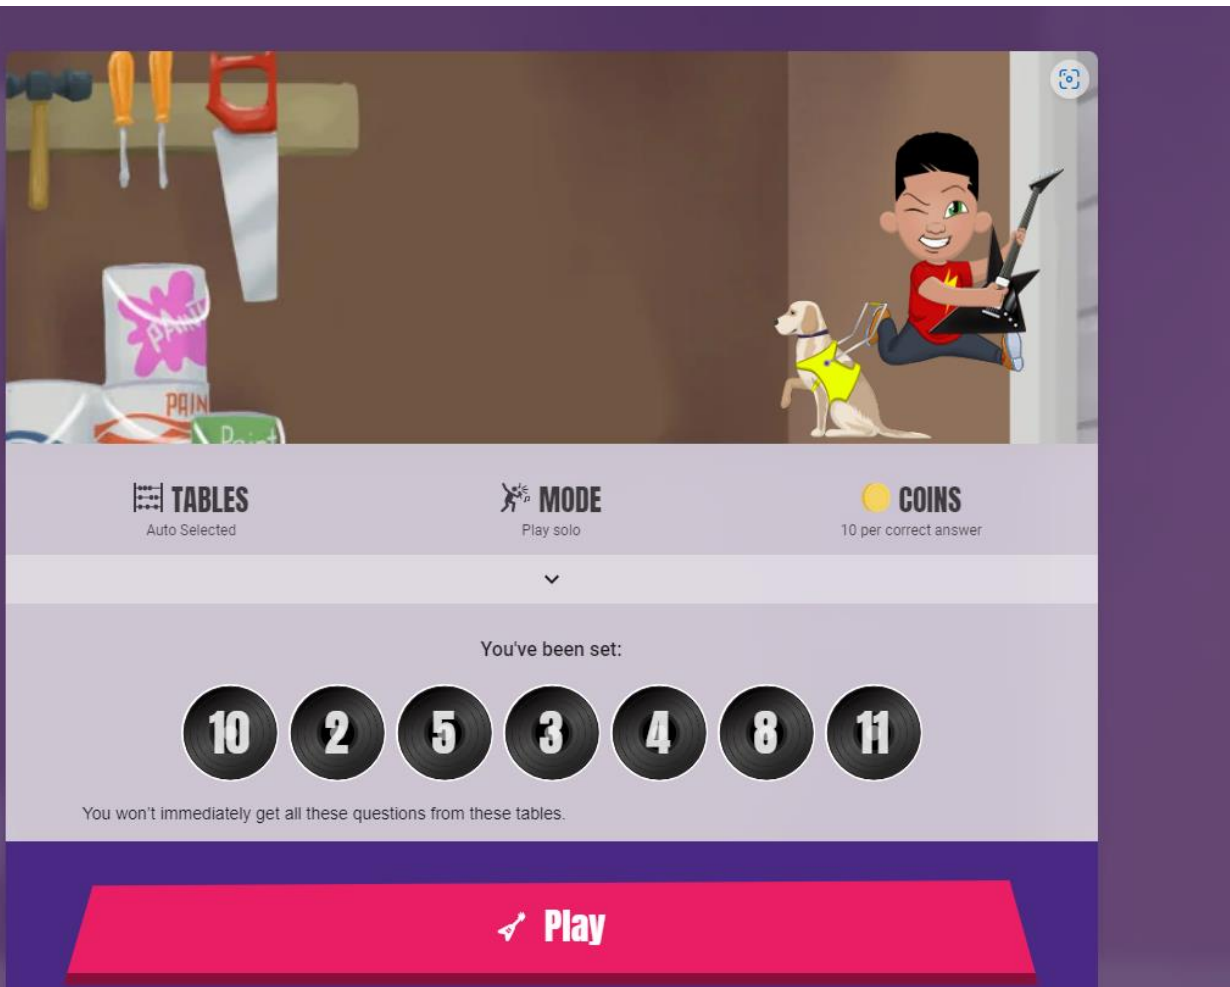 PAINT
PAIN
Paint
TABLES
Auto Selected
MODE
Play solo
COINS
10 per correct answer
You've been set:
10 2 5 3 4 8 11
You won't immediately get all these questions from these tables.
Play